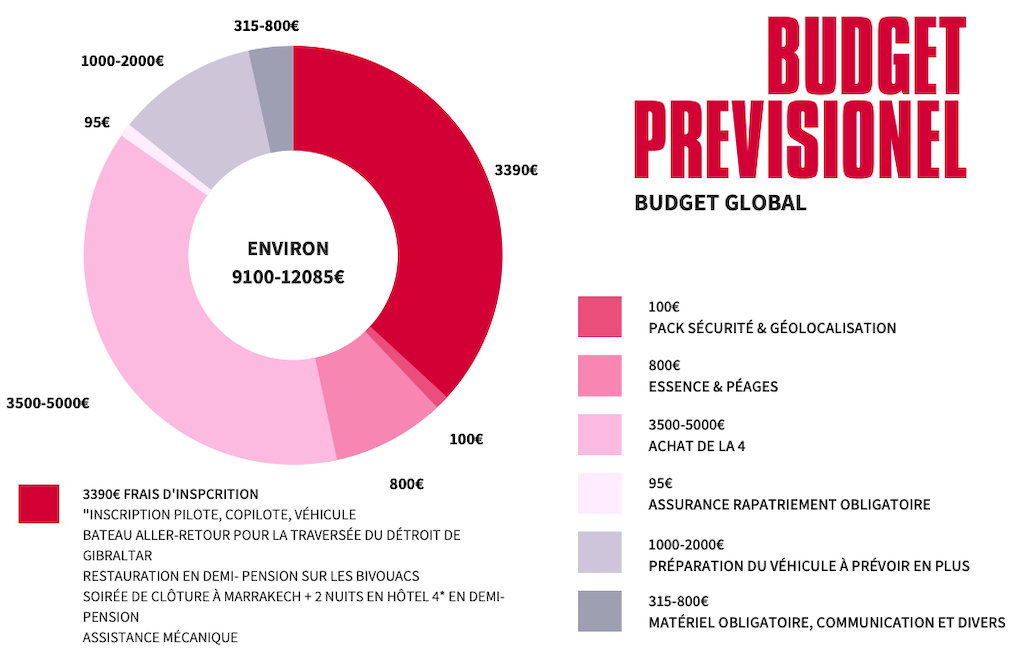 BUDGET
PREVISIONEL
BUDGET GLOBAL
315-800€
1000-2000€
95€
3390€
ENVIRON
9100-12085€
3500-5000€
100€
800€
3390€ FRAIS D'INSPCRITION
"INSCRIPTION PILOTE, COPILOTE, VÉHICULE
BATEAU ALLER-RETOUR POUR LA TRAVERSÉE DU DÉTROIT DE
GIBRALTAR
RESTAURATION EN DEMI- PENSION SUR LES BIVOUACS
SOIRÉE DE CLÔTURE À MARRAKECH + 2 NUITS EN HÔTEL 4* EN DEMI-
PENSION
ASSISTANCE MÉCANIQUE
100€
PACK SÉCURITÉ & GÉOLOCALISATION
800€
ESSENCE & PÉAGES
3500-5000€
ACHAT DE LA 4
95€
ASSURANCE RAPATRIEMENT OBLIGATOIRE
1000-2000€
PRÉPARATION DU VÉHICULE À PRÉVOIR EN PLUS
315-800€
MATÉRIEL OBLIGATOIRE, COMMUNICATION ET DIVERS